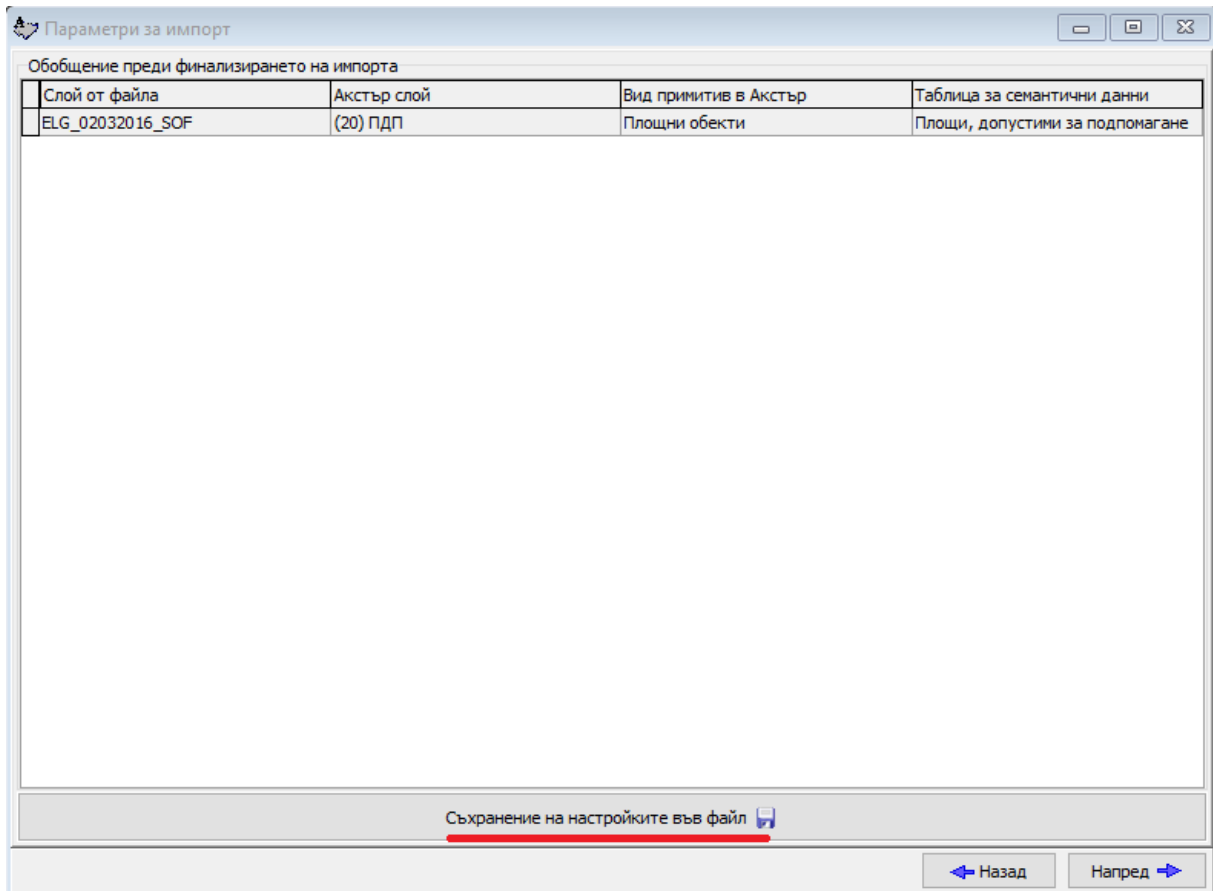 Параметри за импорт
Обобщение преди финализирането на импорта
Слой от файла Акстър слой Вид примитив в Акстър Таблица за семантични данни
ELG_02032016_SOF (20) ПДП Площни обекти Площи, допустими за подпомагане
Съхранение на настройките във файл
Назад Напред